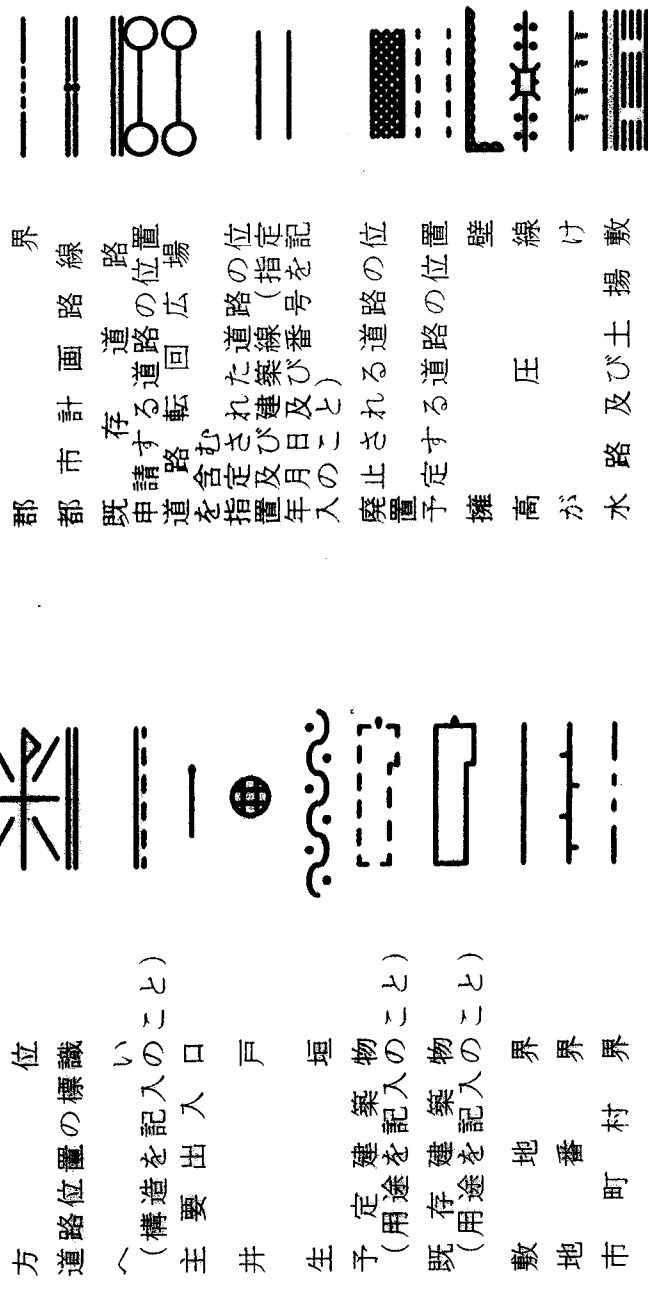 方位
道路位置の標識
へい
(構造を記入のこと)
主要出入口
井戸
生垣
予定建築物
(用途を記入のこと)
既存建築物
(用途を記入のこと)
敷地界
地番界
市町村界
郡界
都市計画路線
既存道路
申請する道路の位置
道路転回広場
を含む
指定された道路の位
置及び建築線(指定
年月日及び番号を記
入のこと)
廃止される道路の位
置
予定する道路の位置
擁壁
高圧線
がけ
水路及び土揚敷